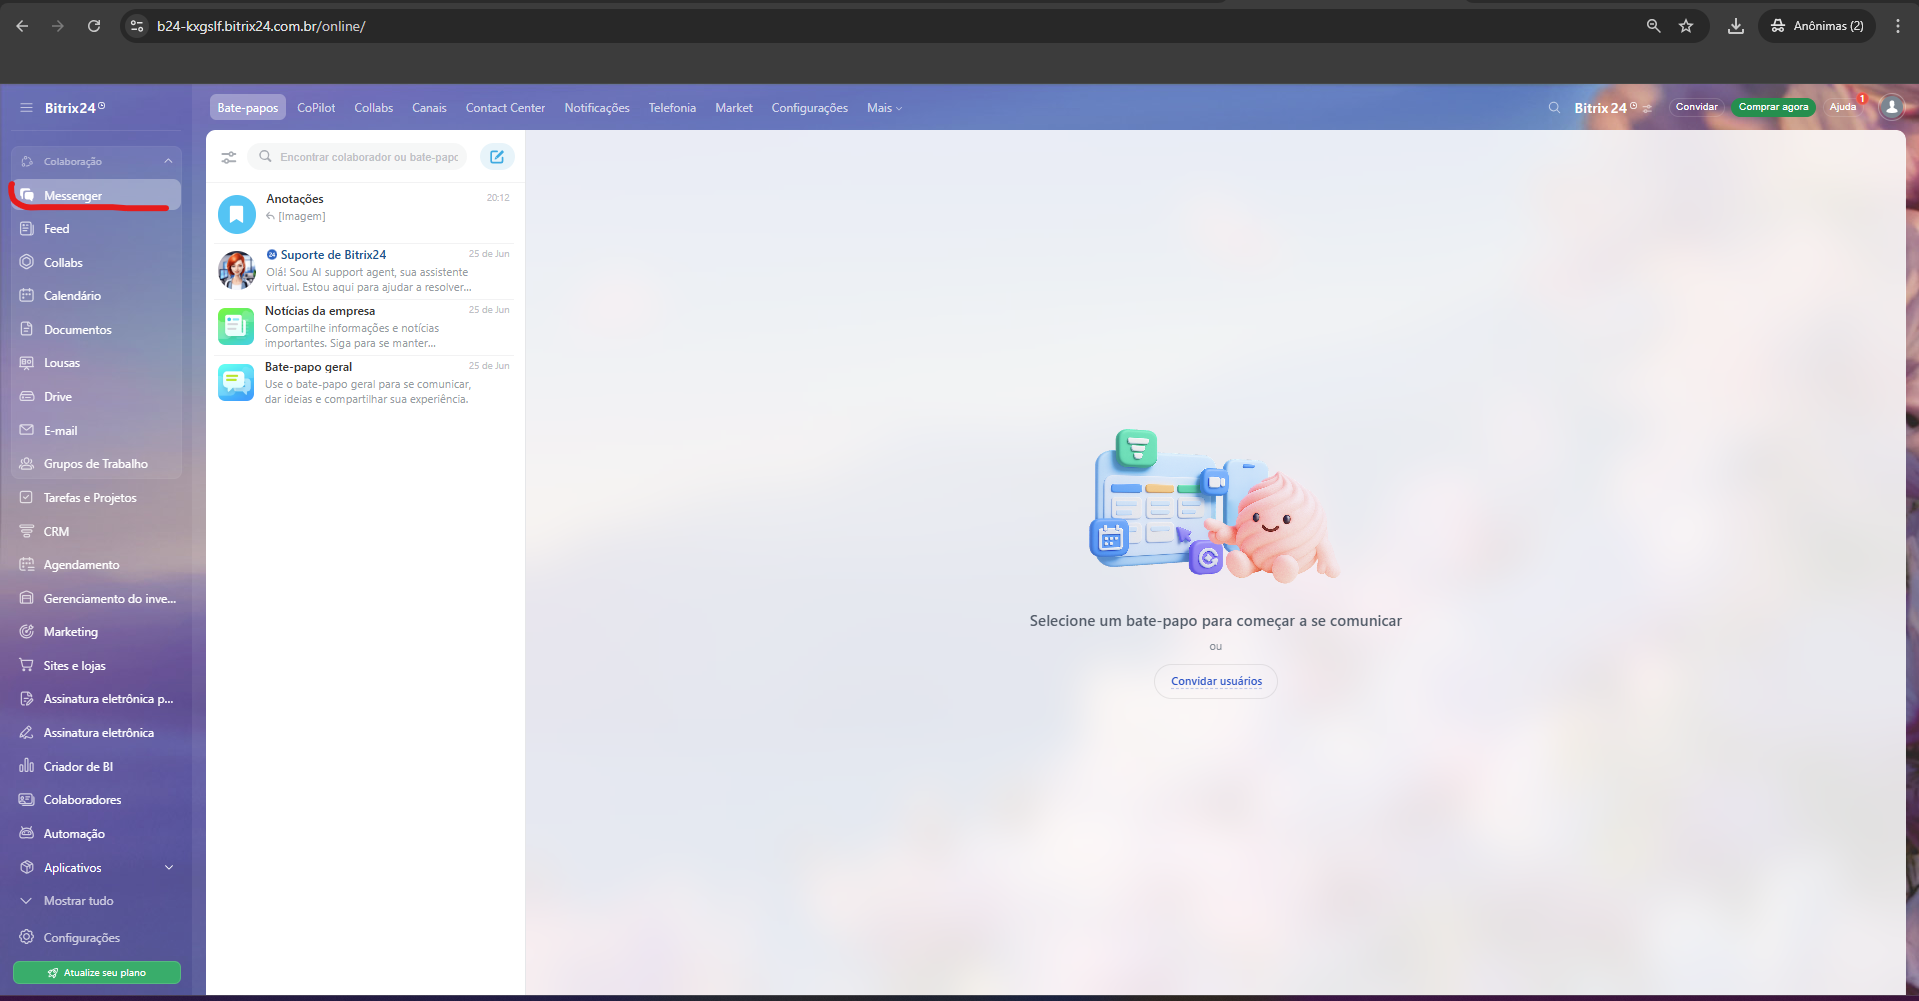 b24-kxgslf.bitrix24.com.br/online/
Anônimas (2)
Bitrix24
Bate-papos
CoPilot
Collabs
Canais
Contact Center
Notificações
Telefonia
Market
Configurações
Mais
Bitrix 24
Convidar
Comprar agora
Ajuda
1
Colaboração
Messenger
Feed
Collabs
Calendário
Documentos
Lousas
Drive
E-mail
Grupos de Trabalho
Tarefas e Projetos
CRM
Agendamento
Gerenciamento do inve...
Marketing
Sites e lojas
Assinatura eletrônica p...
Assinatura eletrônica
Criador de BI
Colaboradores
Automação
Aplicativos
Mostrar tudo
Configurações
Atualize seu plano
Encontrar colaborador ou bate-papo
Anotações
20:12
[Imagem]
24 Suporte de Bitrix24
25 de Jun
Olá! Sou AI support agent, sua assistente
virtual. Estou aqui para ajudar a resolver...
Notícias da empresa
25 de Jun
Compartilhe informações e notícias
importantes. Siga para se manter...
Bate-papo geral
25 de Jun
Use o bate-papo geral para se comunicar,
dar ideias e compartilhar sua experiência.
Selecione um bate-papo para começar a se comunicar
ou
Convidar usuários